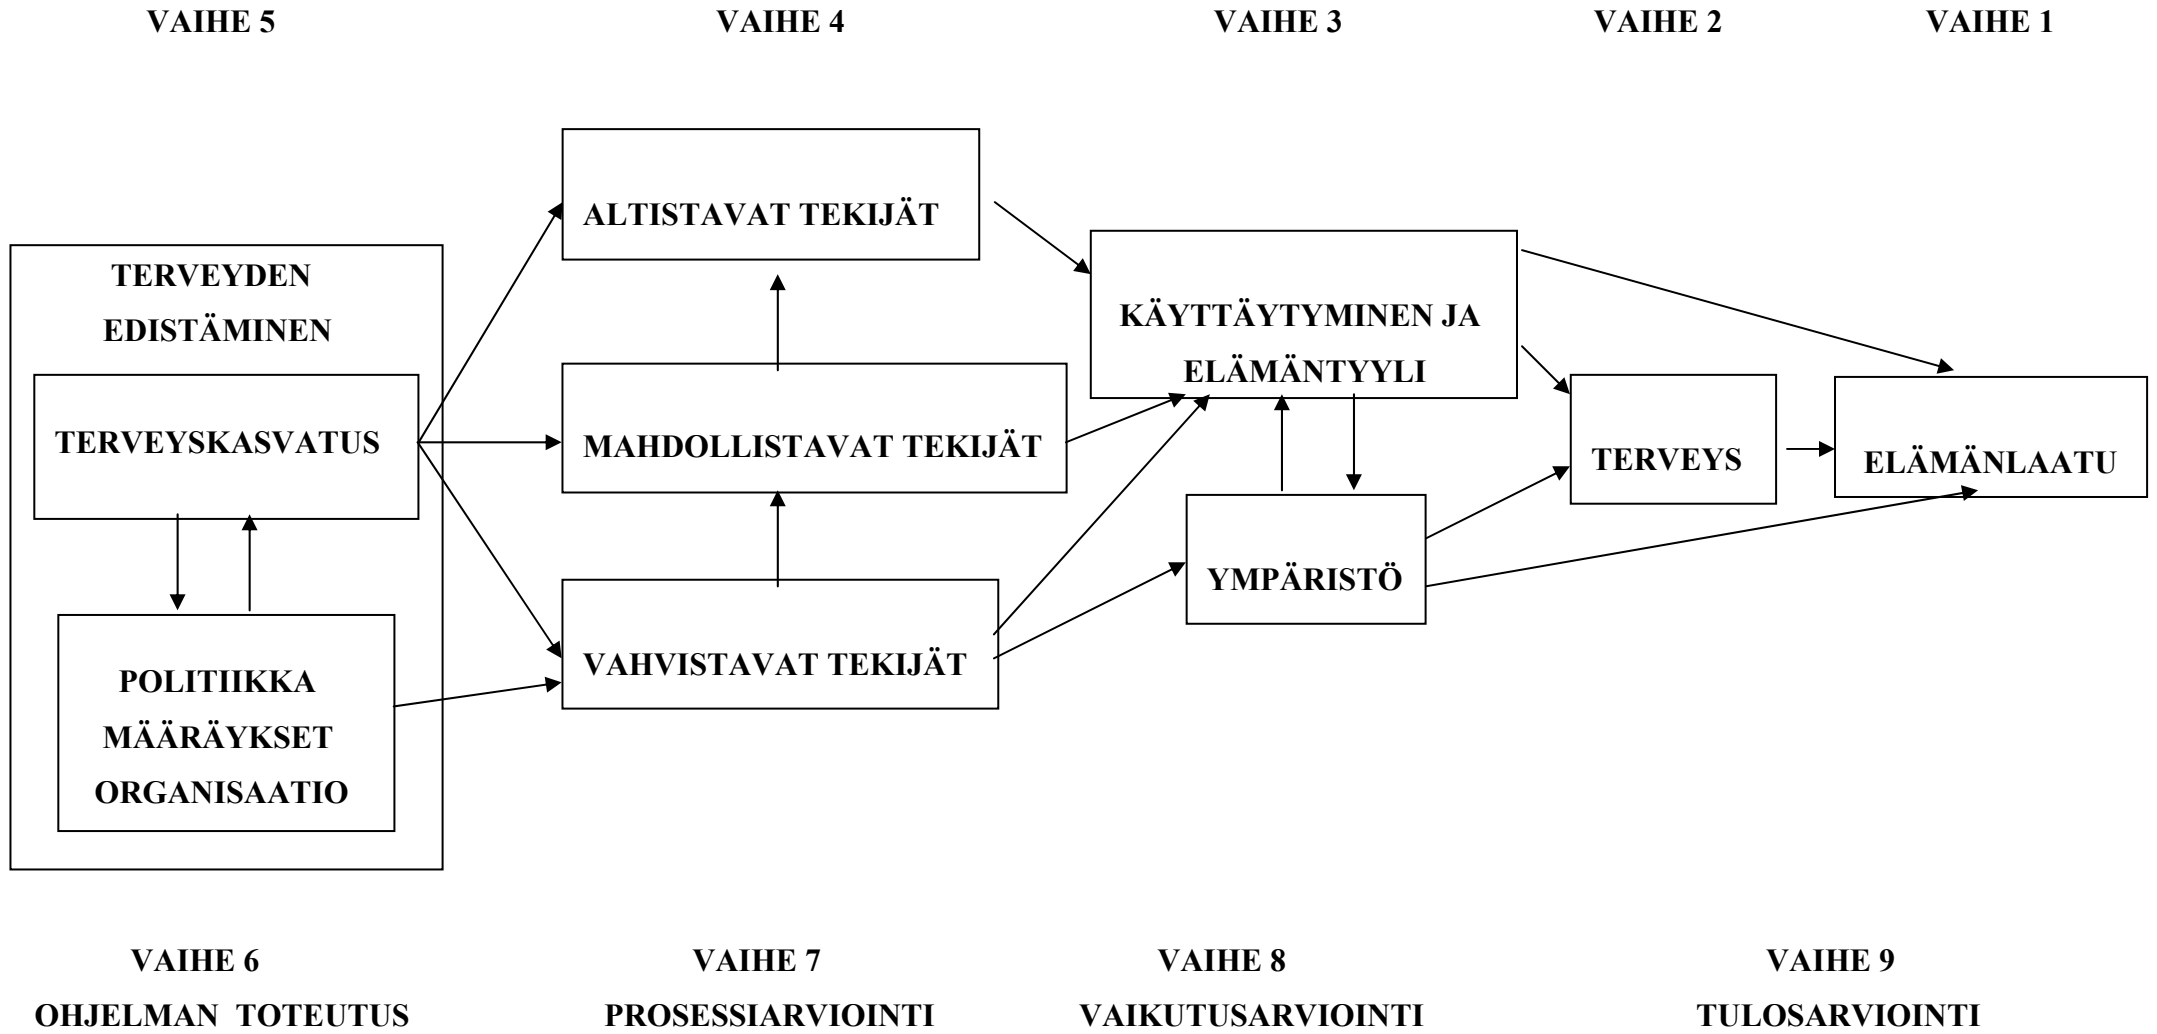 VAIHE 5
VAIHE 4
VAIHE 3
VAIHE 2
VAIHE 1
TERVEYDEN
EDISTÄMINEN
TERVEYSKASVATUS
POLITIIKKA
MÄÄRÄYKSET
ORGANISAATIO
ALTISTAVAT TEKIJÄT
MAHDOLLISTAVAT TEKIJÄT
VAHVISTAVAT TEKIJÄT
KÄYTTÄYTYMINEN JA
ELÄMÄNTYYLI
YMPÄRISTÖ
TERVEYS
ELÄMÄNLAATU
VAIHE 6
OHJELMAN TOTEUTUS
VAIHE 7
PROSESSIARVIOINTI
VAIHE 8
VAIKUTUSARVIOINTI
VAIHE 9
TULOSARVIOINTI